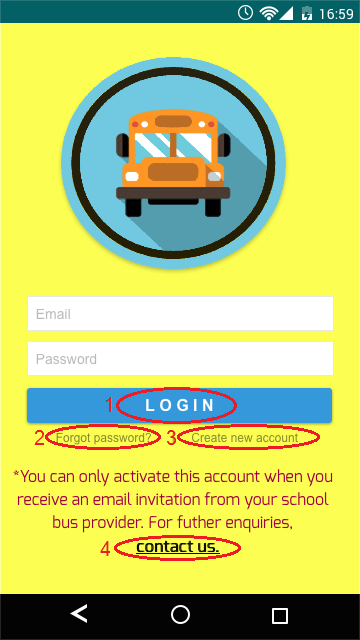 16:59
Email
Password
1 LOGIN
2 Forgot password? 3 Create new account
*You can only activate this account when you
receive an email invitation from your school
bus provider. For futher enquiries,
4 contact us.